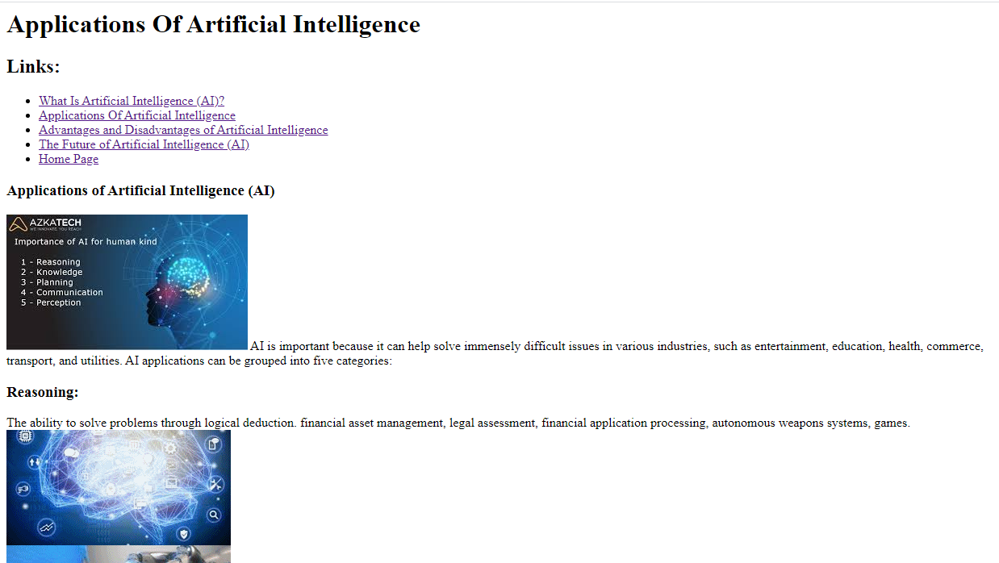 Applications Of Artificial Intelligence
Links:
What Is Artificial Intelligence (AI)?
Applications Of Artificial Intelligence
Advantages and Disadvantages of Artificial Intelligence
The Future of Artificial Intelligence (AI)
Home Page
Applications of Artificial Intelligence (AI)
AZKATECH
WE INNOVATE, YOU REACH
Importance of AI for human kind
1 - Reasoning
2 - Knowledge
3 - Planning
4 - Communication
5 - Perception
AI is important because it can help solve immensely difficult issues in various industries, such as entertainment, education, health, commerce,
transport, and utilities. AI applications can be grouped into five categories:
Reasoning:
The ability to solve problems through logical deduction. financial asset management, legal assessment, financial application processing, autonomous weapons systems, games.